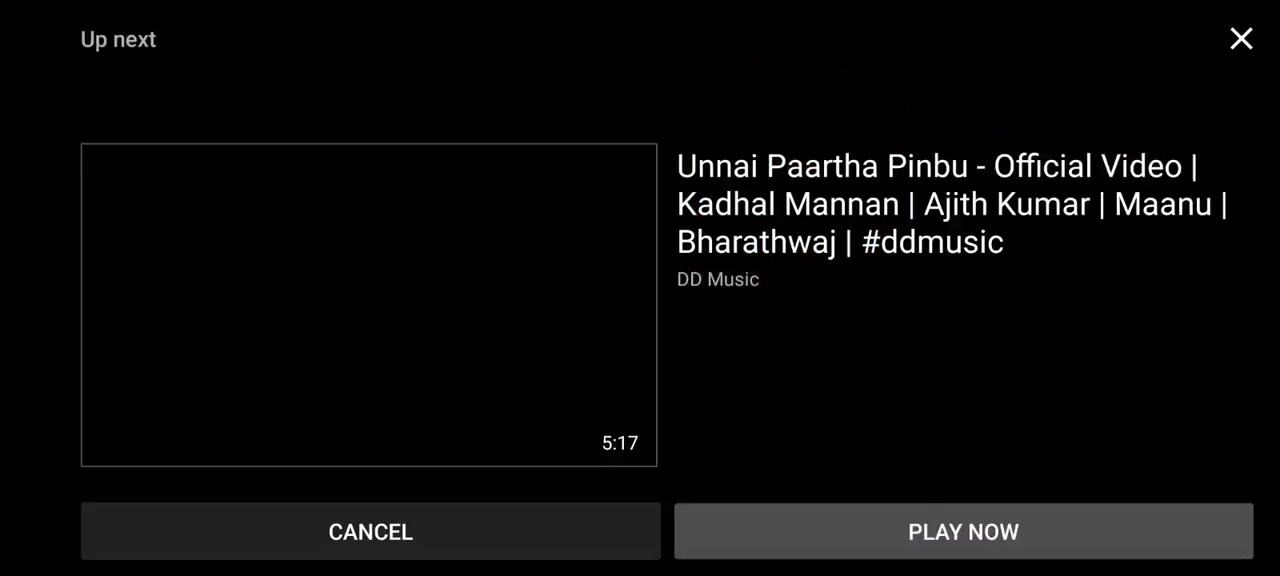 Up next
Unnai Paartha Pinbu - Official Video |
Kadhal Mannan | Ajith Kumar | Maanu |
Bharathwaj | #ddmusic
DD Music
5:17
CANCEL
PLAY NOW